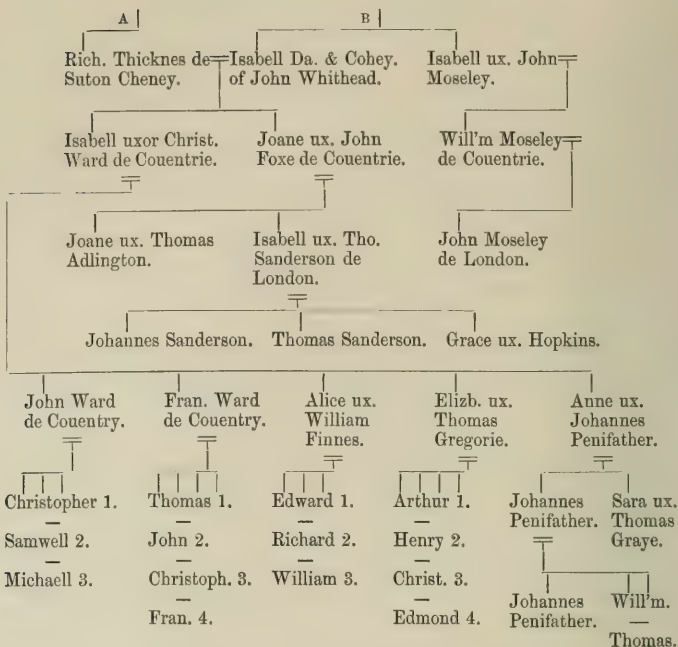 A B
Rich. Thicknes de Isabell Da. & Cohey. Isabell ux. John
Suton Cheney. of John Whithead. Moseley.
Isabell uxor Christ. Joane ux. John Will'm Moseley
Ward de Couentrie. Foxe de Couentrie. de Couentrie.
Joane ux. Thomas Isabell ux. Tho. John Moseley
Adlington. Sanderson de de London.
London.
Johannes Sanderson. Thomas Sanderson. Grace ux. Hopkins.
John Ward Fran. Ward Alice ux. Elizb. ux. Anne ux.
de Couentry. de Couentry. William Thomas Johannes
Finnes. Gregorie. Penifather.
Christopher 1. Thomas 1. Edward 1. Arthur 1. Johannes Sara ux.
Penifather. Thomas
Samwell 2. John 2. Richard 2. Henry 2. Graye.
Michaell 3. Christoph. 3. William 3. Christ. 3.
Johannes Will'm.
Fran. 4. Edmond 4. Penifather.
Thomas.